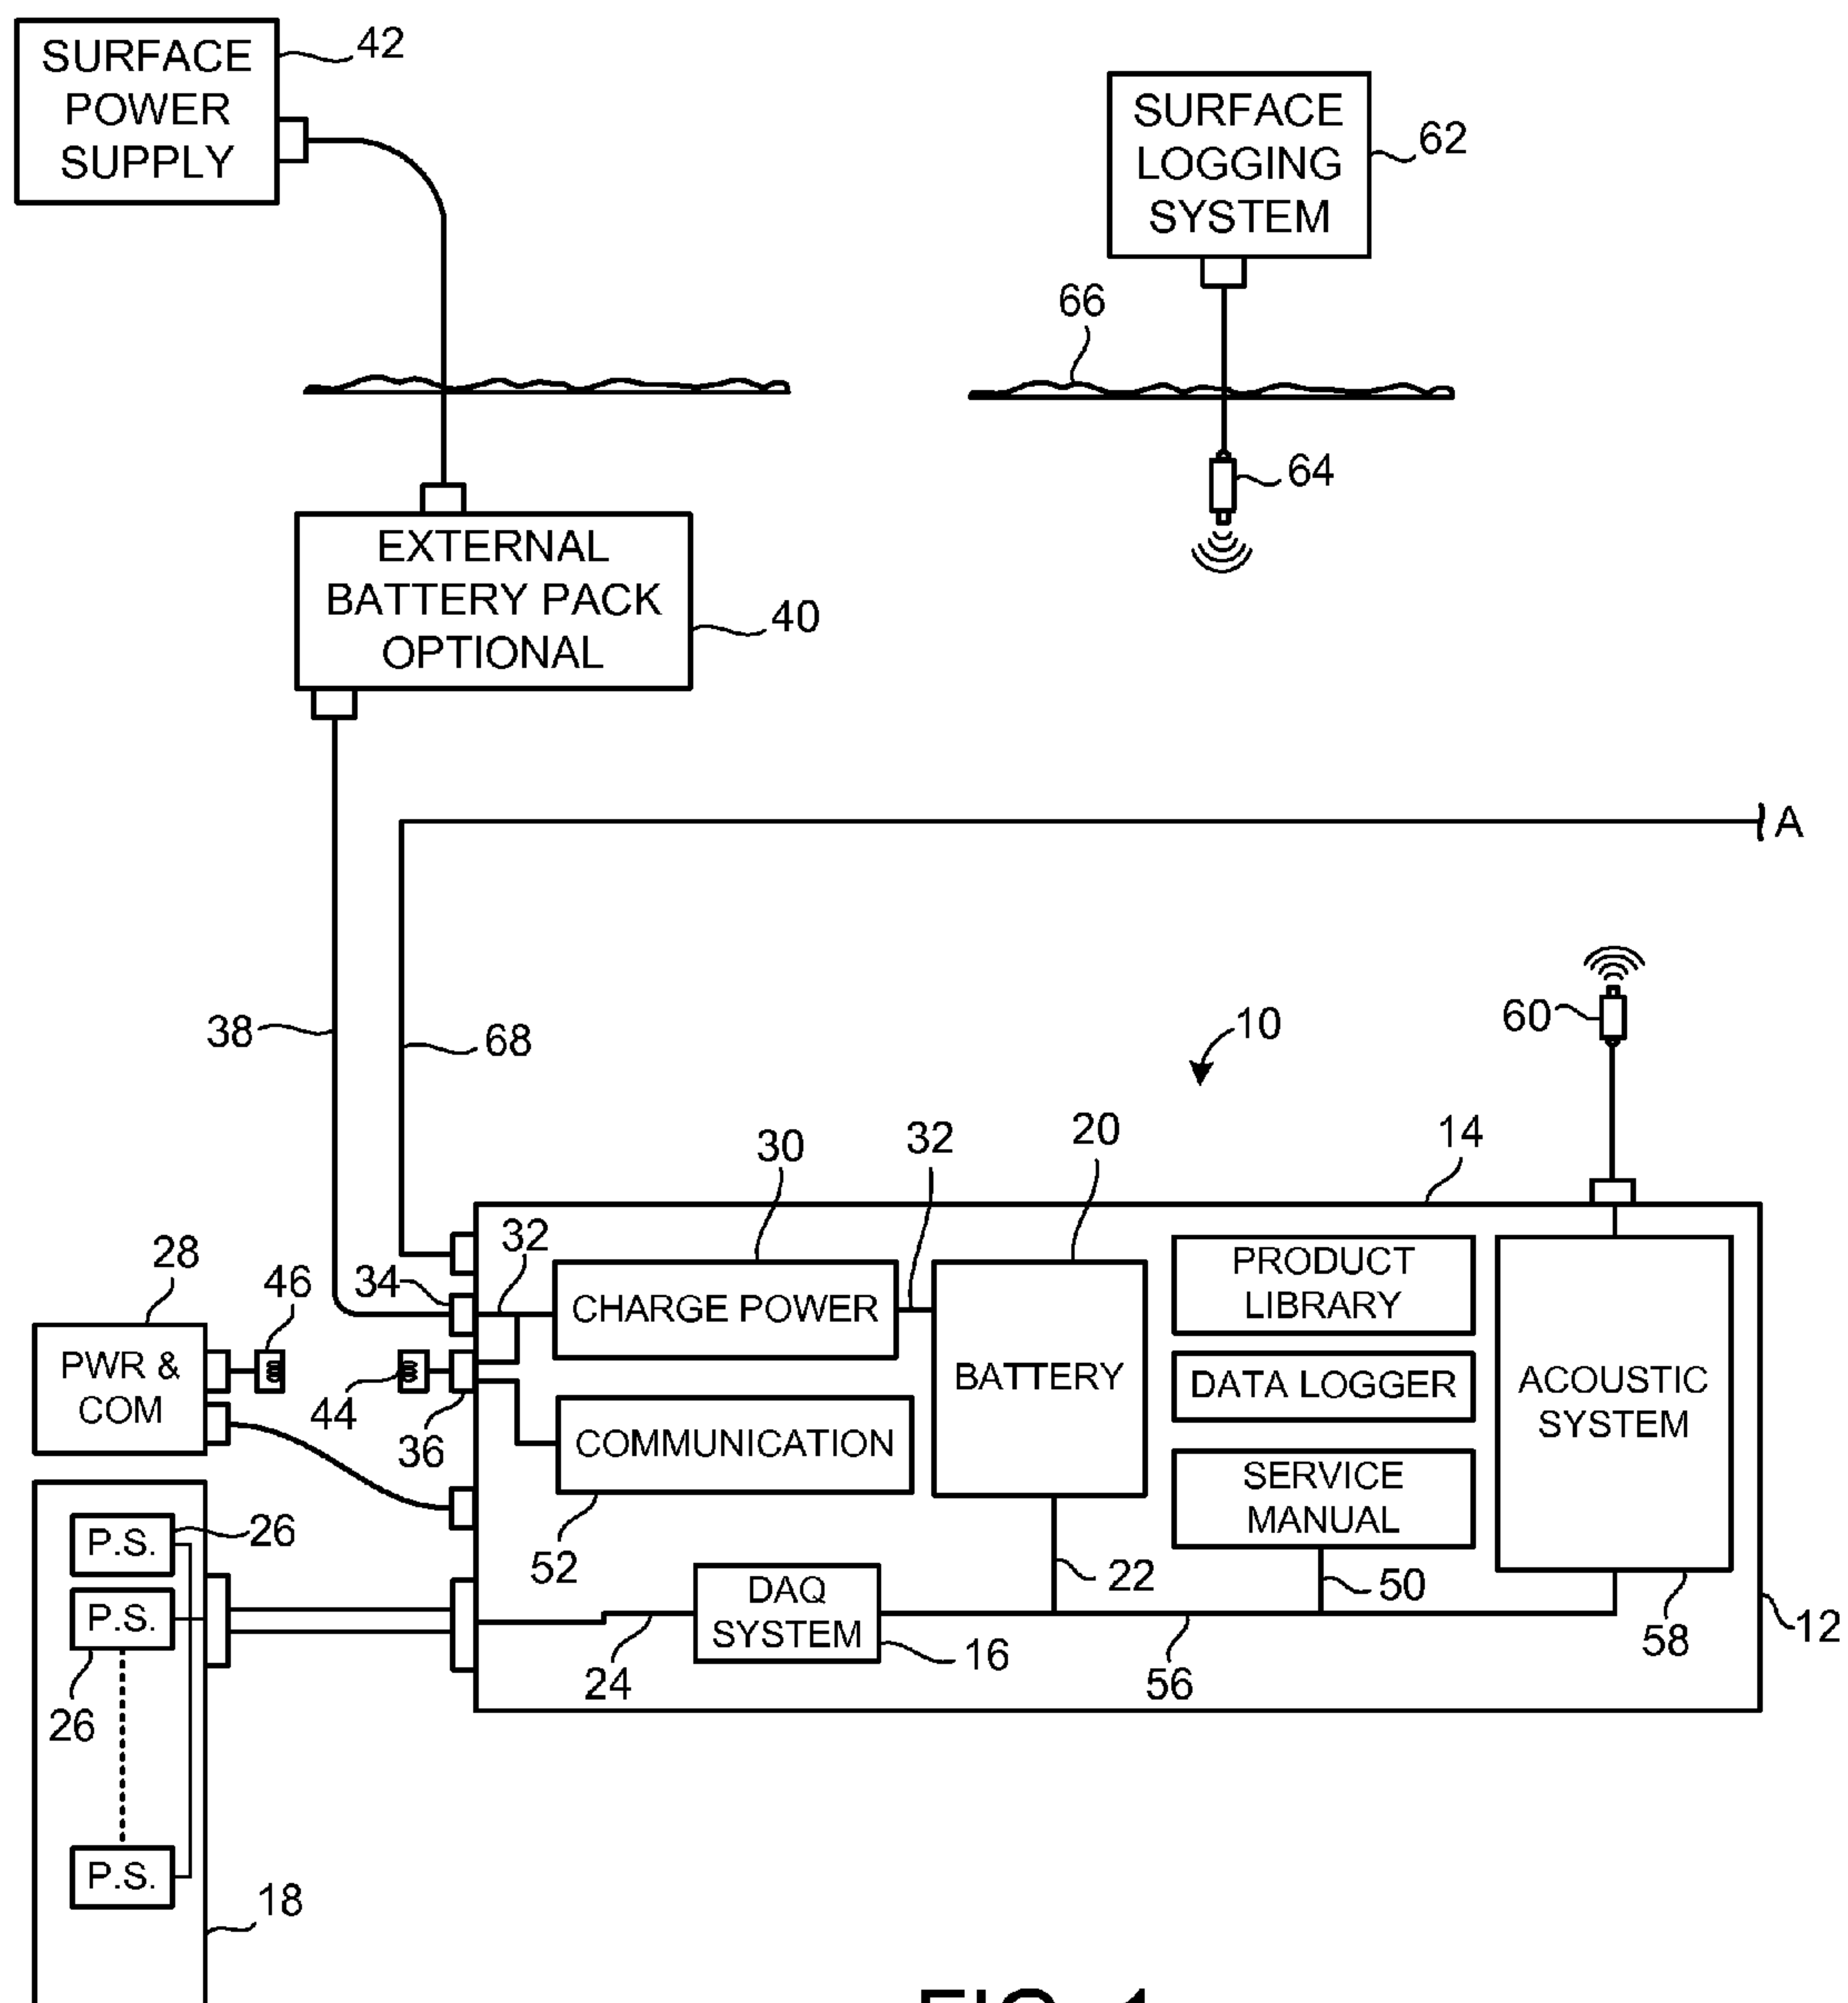 SURFACE
POWER
SUPPLY
42
SURFACE
LOGGING
SYSTEM
62
66
64
EXTERNAL
BATTERY PACK
OPTIONAL
40
A
38
68
10
60
30
32
20
14
32
28
46
34
PWR &
COM
44
36
CHARGE POWER
BATTERY
COMMUNICATION
PRODUCT
LIBRARY
DATA LOGGER
SERVICE
MANUAL
ACOUSTIC
SYSTEM
52
22
50
58
12
DAQ
SYSTEM
16
24
56
P.S.
26
P.S.
26
P.S.
18
FIG. 1